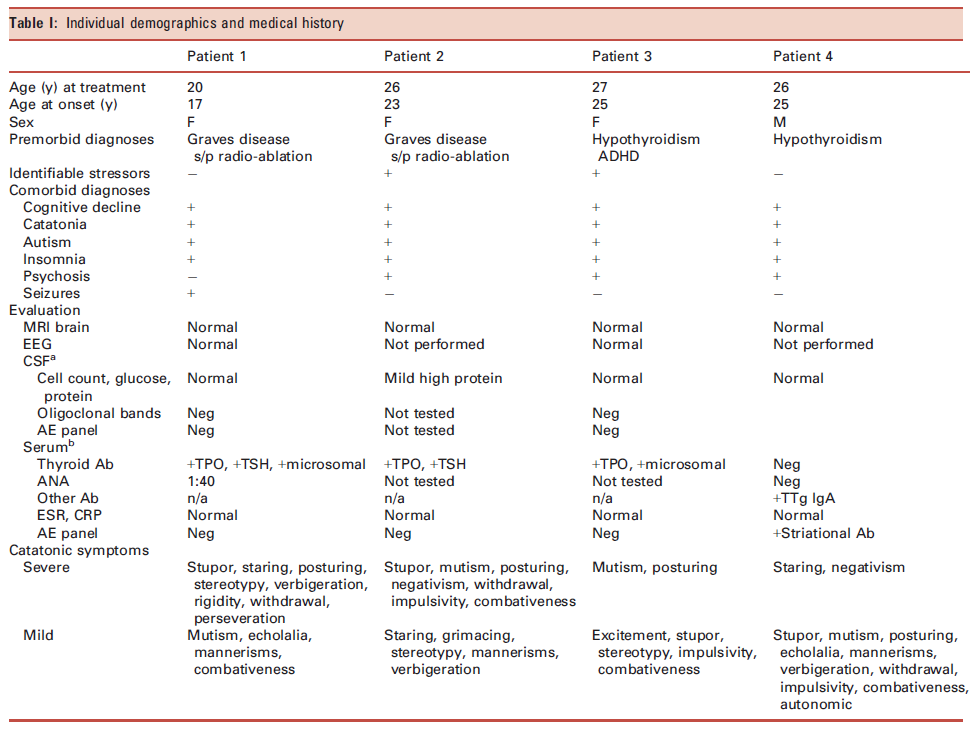 Table I: Individual demographics and medical history
Patient 1 Patient 2 Patient 3 Patient 4
Age (y) at treatment 20 26 27 26
Age at onset (y) 17 23 25 25
Sex F F F M
Premorbid diagnoses Graves disease Graves disease Hypothyroidism Hypothyroidism
s/p radio-ablation s/p radio-ablation ADHD
Identifiable stressors − + + −
Comorbid diagnoses
Cognitive decline + + + +
Catatonia + + + +
Autism + + + +
Insomnia + + + +
Psychosis − + + +
Seizures + − − −
Evaluation
MRI brain Normal Normal Normal Normal
EEG Normal Not performed Normal Not performed
CSFa
Cell count, glucose, Normal Mild high protein Normal Normal
protein
Oligoclonal bands Neg Not tested Neg
AE panel Neg Not tested Neg
Serumb
Thyroid Ab +TPO, +TSH, +microsomal +TPO, +TSH +TPO, +microsomal Neg
ANA 1:40 Not tested Not tested Neg
Other Ab n/a n/a n/a +TTg IgA
ESR, CRP Normal Normal Normal Normal
AE panel Neg Neg Neg +Striational Ab
Catatonic symptoms
Severe Stupor, staring, posturing, Stupor, mutism, posturing, Mutism, posturing Staring, negativism
stereotypy, verbigeration, negativism, withdrawal,
rigidity, withdrawal, impulsivity, combativeness
perseveration
Mild Mutism, echolalia, Staring, grimacing, Excitement, stupor, Stupor, mutism, posturing,
mannerisms, stereotypy, mannerisms, stereotypy, impulsivity, echolalia, mannerisms,
combativeness verbigeration combativeness verbigeration, withdrawal,
impulsivity, combativeness,
autonomic